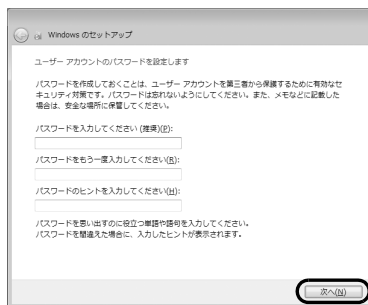 Windows のセットアップ
ユーザー アカウントのパスワードを設定します
パスワードを作成しておくことは、ユーザー アカウントを第三者から保護するために有効なセ
キュリティ対策です。パスワードは忘れないようにしてください。また、メモなどに記載した
場合は、安全な場所に保管してください。
パスワードを入力してください (推奨)(P):
パスワードをもう一度入力してください(R):
パスワードのヒントを入力してください(H):
パスワードを思い出すのに役立つ単語や語句を入力してください。
パスワードを間違えた場合に、入力したヒントが表示されます。
次へ(N)